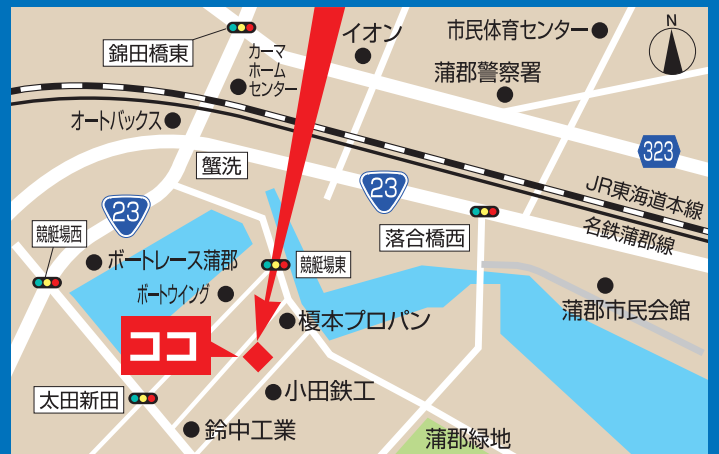 N
市民体育センター
イオン
錦田橋東
カーマ
ホーム
センター
蒲郡警察署
オートバックス
323
蟹洗
23
23
JR東海道本線
競艇場西
落合橋西
名鉄蒲郡線
ボートレース蒲郡
競艇場東
ボートウイング
蒲郡市民会館
榎本プロパン
ココ
小田鉄工
太田新田
鈴中工業
蒲郡緑地